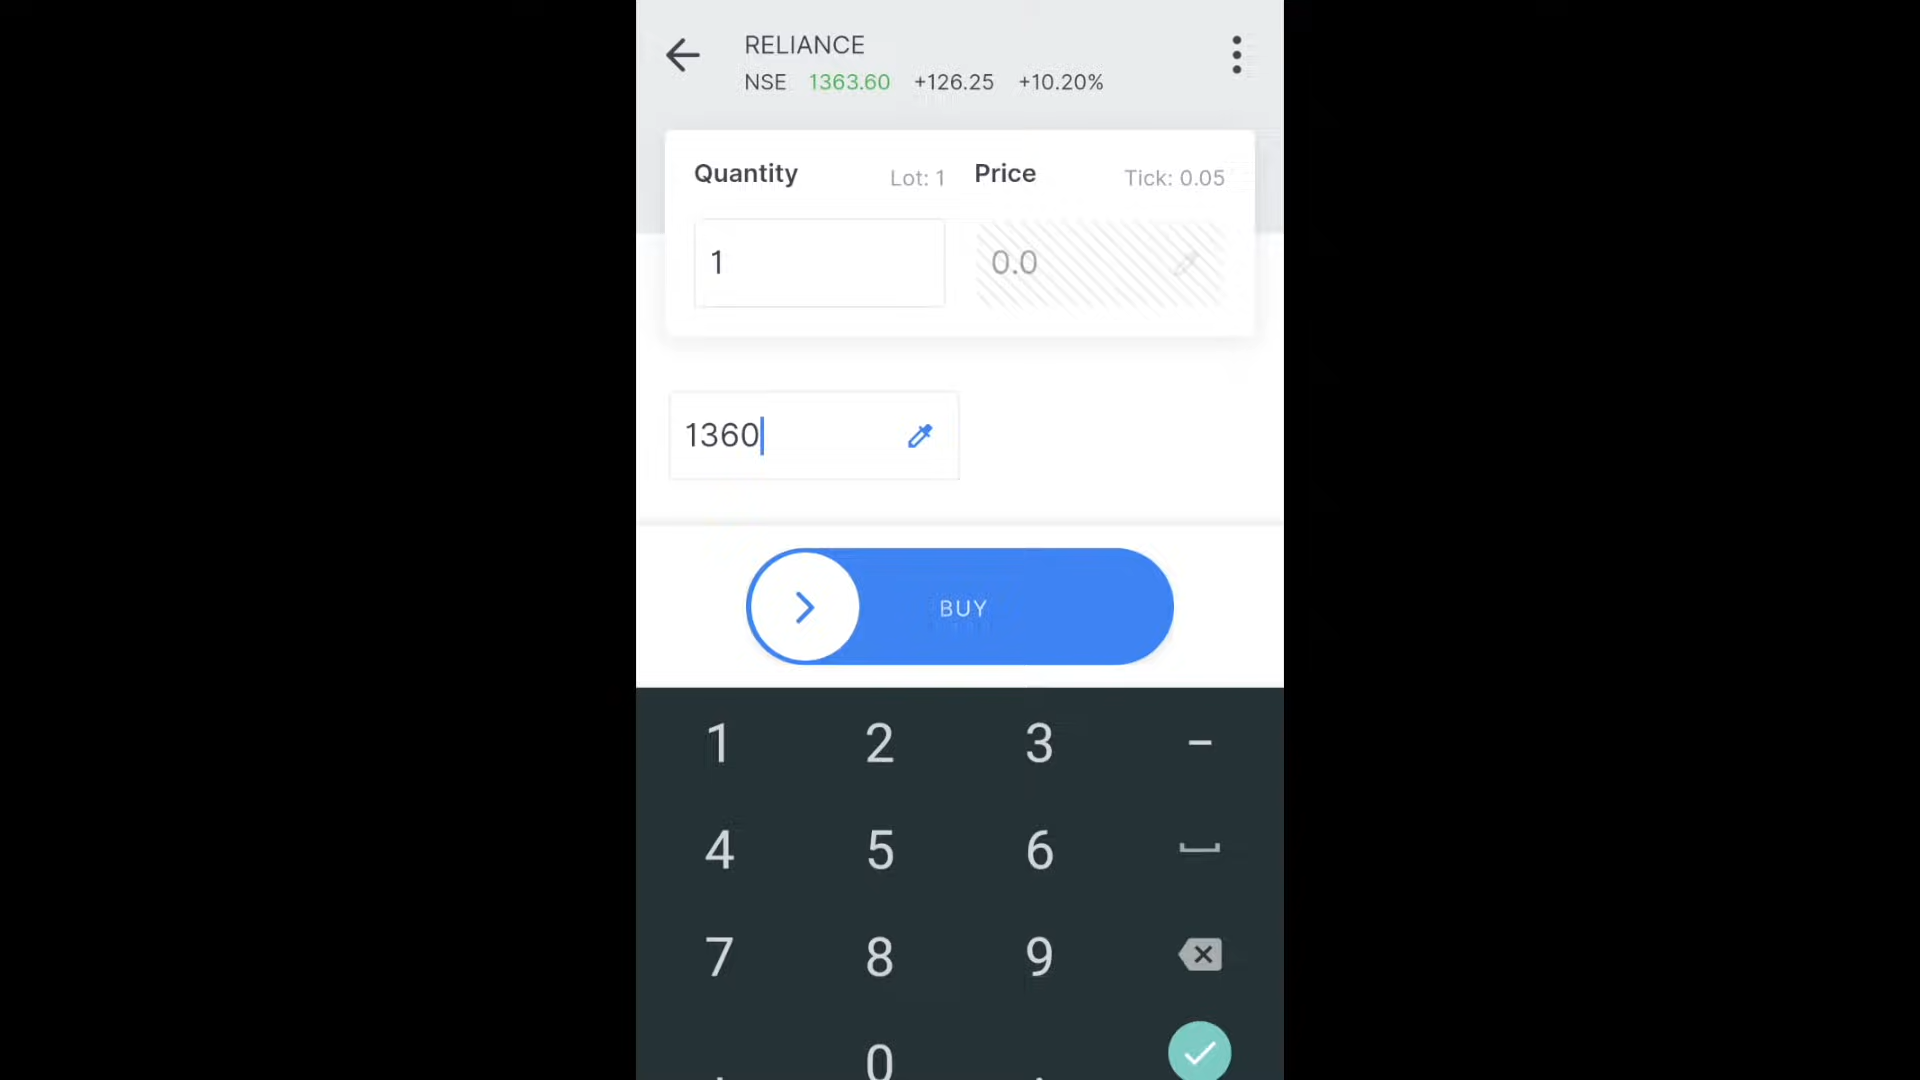 RELIANCE
NSE 1363.60 +126.25 +10.20%
Quantity Lot: 1 Price Tick: 0.05
1 0.0
1360
BUY
1 2 3 -
4 5 6
7 8 9
, 0 .